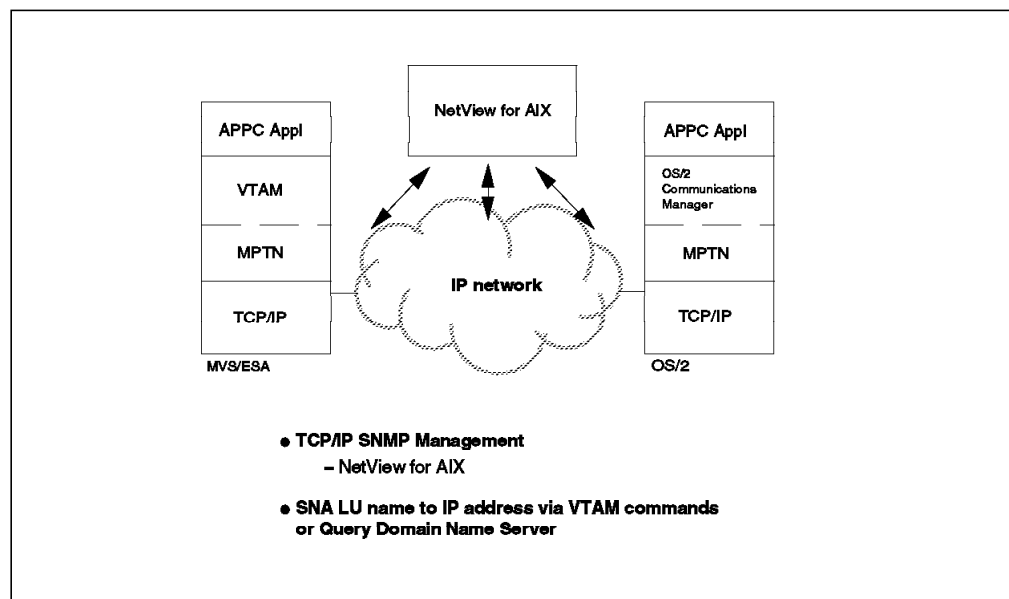 NetView for AIX
APPC Appl
VTAM
MPTN
TCP/IP
MVS/ESA
IP network
APPC Appl
OS/2
Communications
Manager
MPTN
TCP/IP
OS/2
● TCP/IP SNMP Management
– NetView for AIX
● SNA LU name to IP address via VTAM commands
or Query Domain Name Server